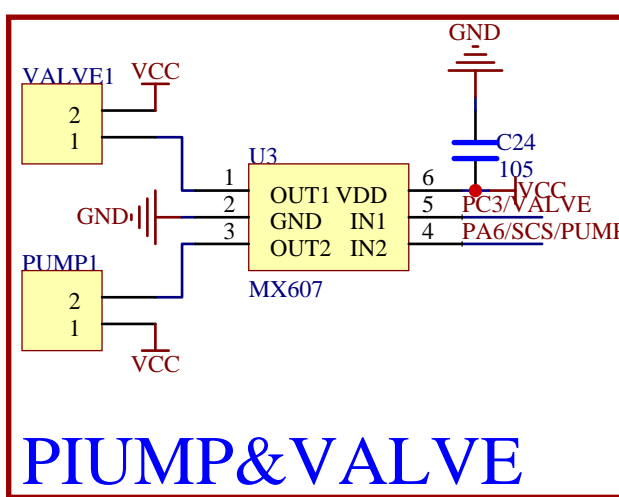 GND
VALVE1
VCC
2
1
C24
105
U3
1
OUT1 VDD
6
VCC
GND
2
GND IN1
5
PC3/VALVE
3
OUT2 IN2
4
PA6/SCS/PUMP
PUMP1
2
1
MX607
VCC
PIUMP&VALVE